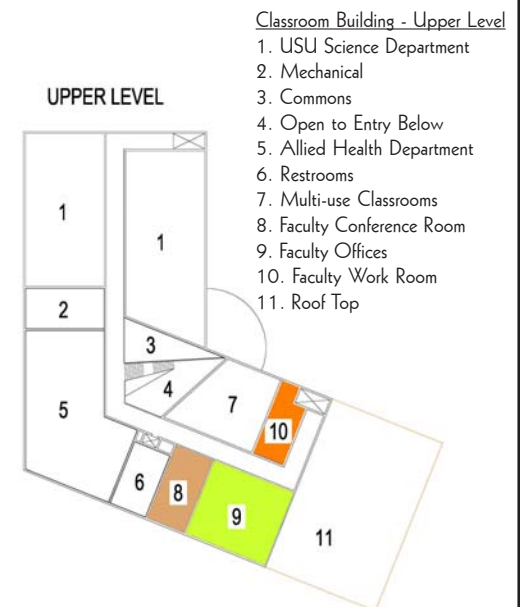 Classroom Building - Upper Level
1. USU Science Department
2. Mechanical
3. Commons
4. Open to Entry Below
5. Allied Health Department
6. Restrooms
7. Multi-use Classrooms
8. Faculty Conference Room
9. Faculty Offices
10. Faculty Work Room
11. Roof Top
UPPER LEVEL
1
1
2
3
4
5
7
10
6
8
9
11